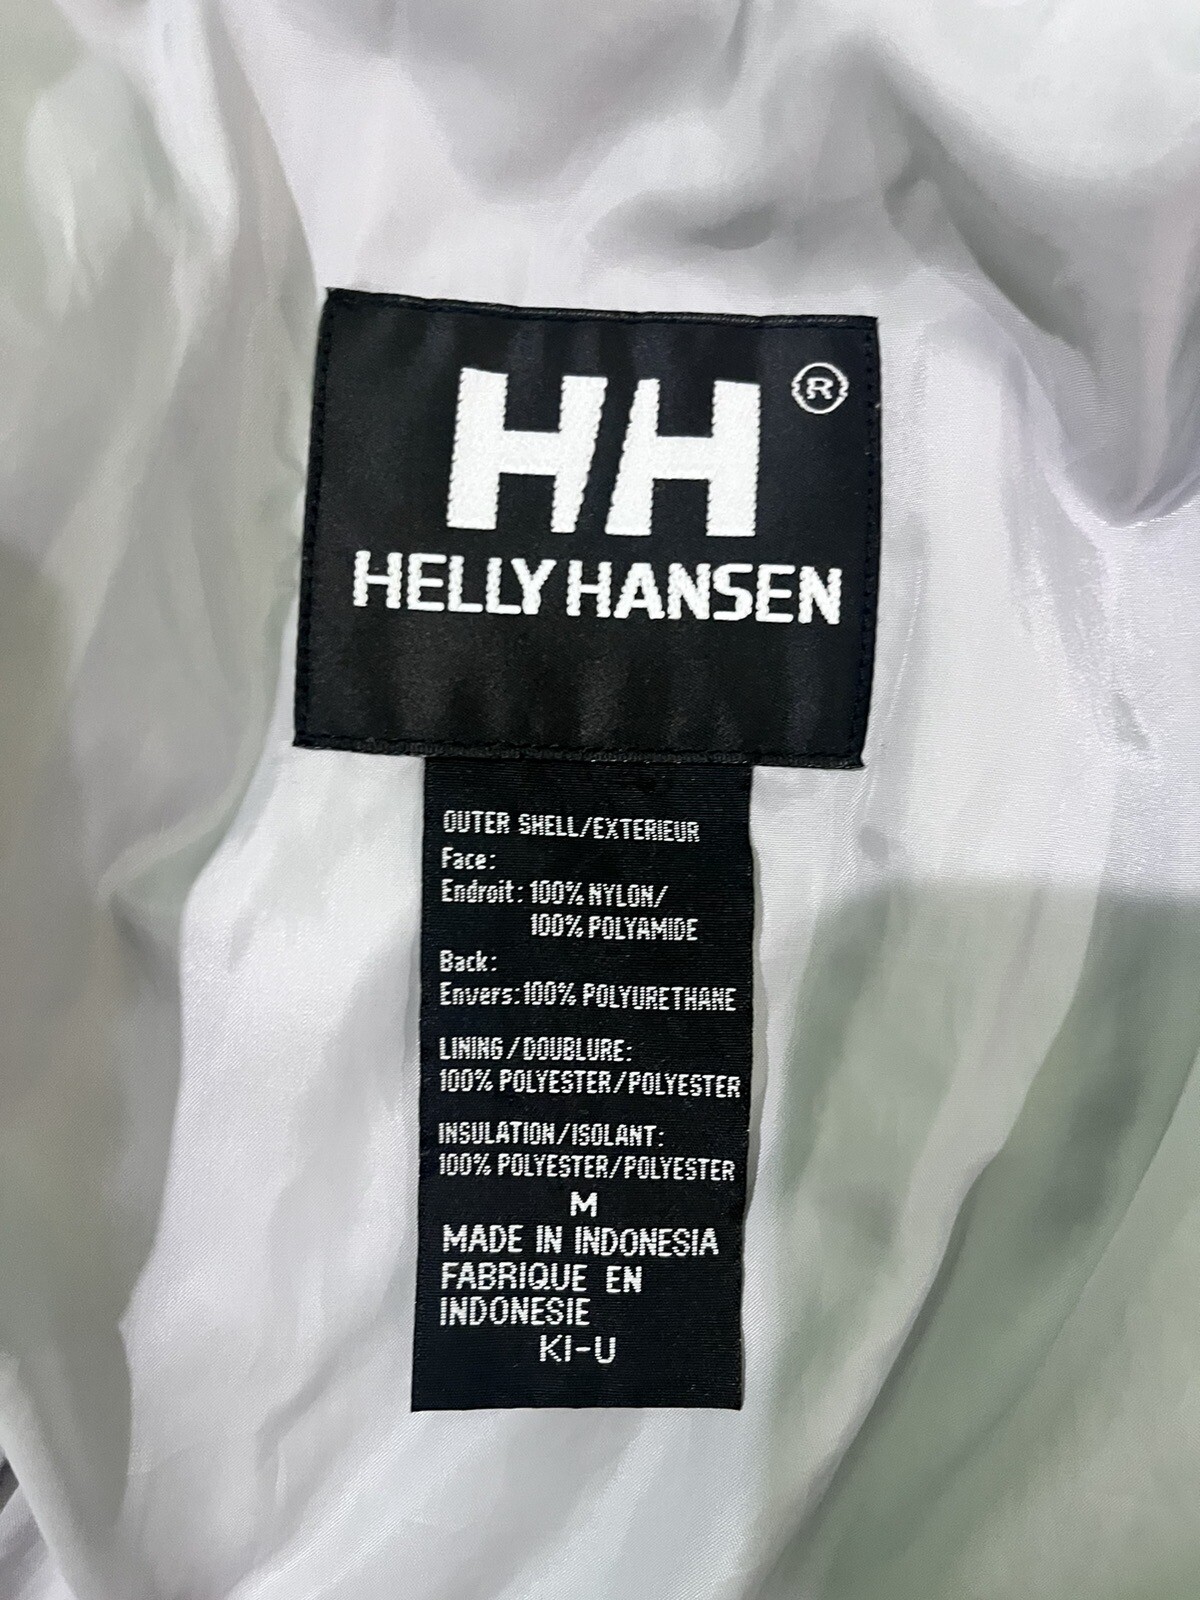 HH ®
HELLY HANSEN
OUTER SHELL/EXTERIEUR
Face:
Endroit: 100% NYLON/
100% POLYAMIDE
Back:
Envers: 100% POLYURETHANE
LINING/DOUBLURE:
100% POLYESTER/POLYESTER
INSULATION/ISOLANT:
100% POLYESTER/POLYESTER
M
MADE IN INDONESIA
FABRIQUE EN
INDONESIE
KI-U